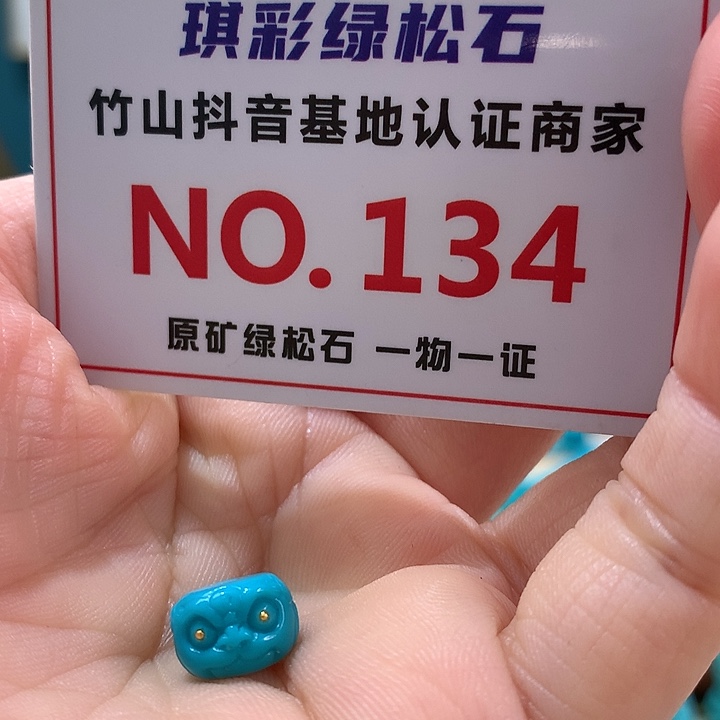 琪彩绿松石
竹山抖音基地认证商家
NO.134
原矿绿松石 一物一证